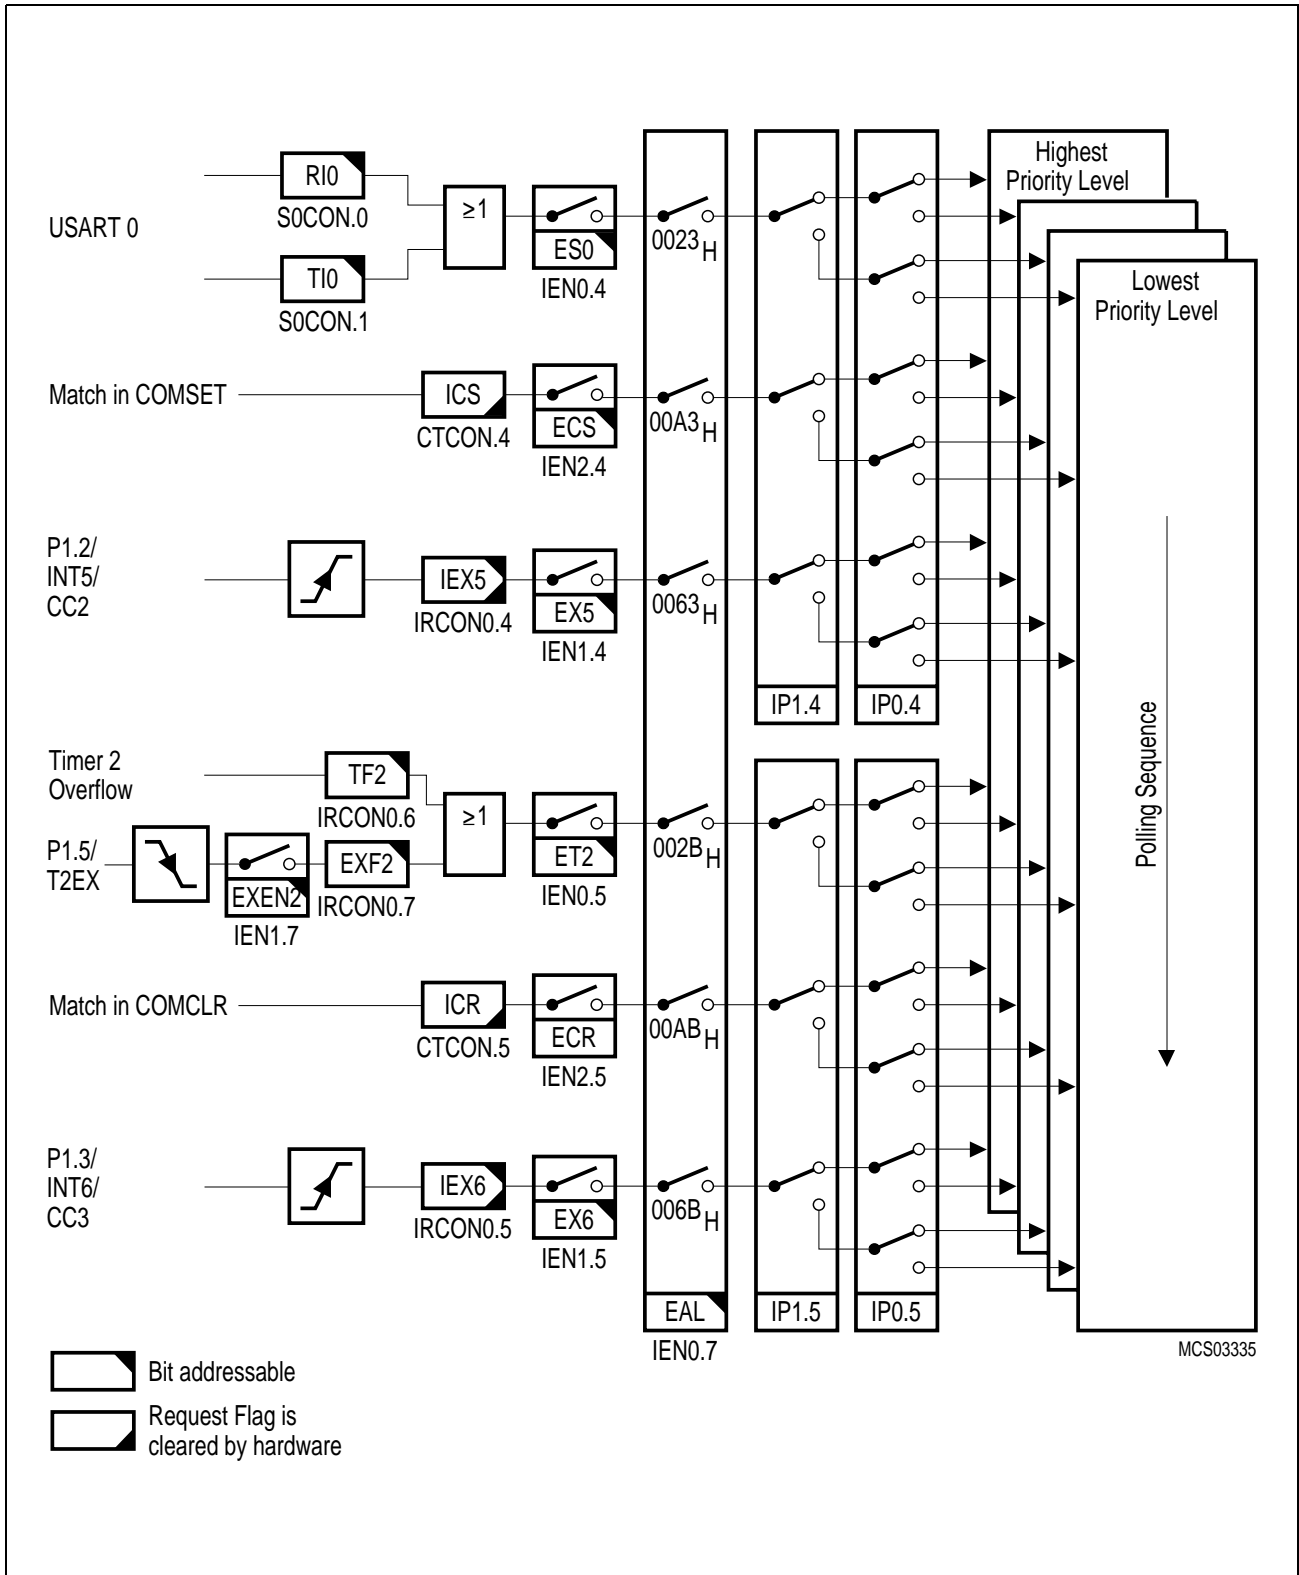 Highest
Priority Level
Lowest
Priority Level
USART 0
RI0
S0CON.0
TI0
S0CON.1
≥1
ES0
IEN0.4
0023H
Match in COMSET
ICS
CTCON.4
ECS
IEN2.4
00A3H
P1.2/
INT5/
CC2
IEX5
IRCON0.4
EX5
IEN1.4
0063H
IP1.4
IP0.4
Timer 2
Overflow
TF2
IRCON0.6
P1.5/
T2EX
EXEN2
IEN1.7
EXF2
IRCON0.7
≥1
ET2
IEN0.5
002BH
Polling Sequence
Match in COMCLR
ICR
CTCON.5
ECR
IEN2.5
00ABH
P1.3/
INT6/
CC3
IEX6
IRCON0.5
EX6
IEN1.5
006BH
EAL
IEN0.7
IP1.5
IP0.5
MCS03335
Bit addressable
Request Flag is
cleared by hardware